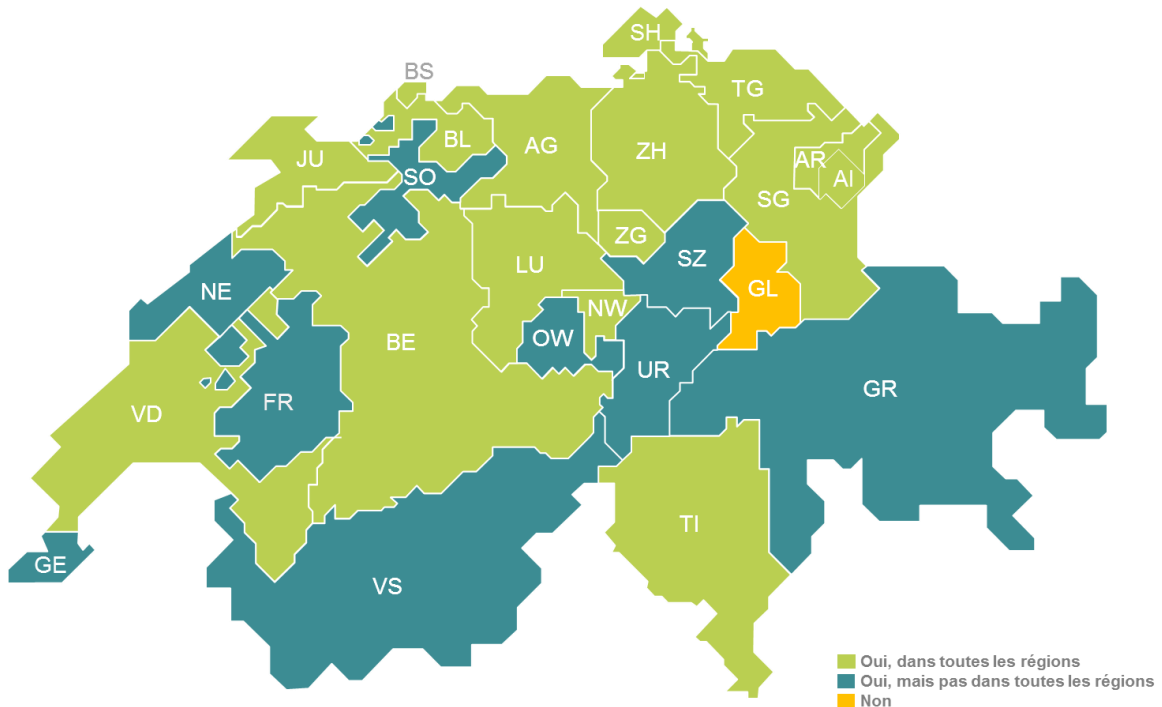 SH
BS
TG
BL
AG
ZH
JU
AR
SO
AI
SG
ZG
LU
SZ
NE
GL
NW
OW
BE
UR
GR
FR
VD
TI
GE
VS
Oui, dans toutes les régions
Oui, mais pas dans toutes les régions
Non